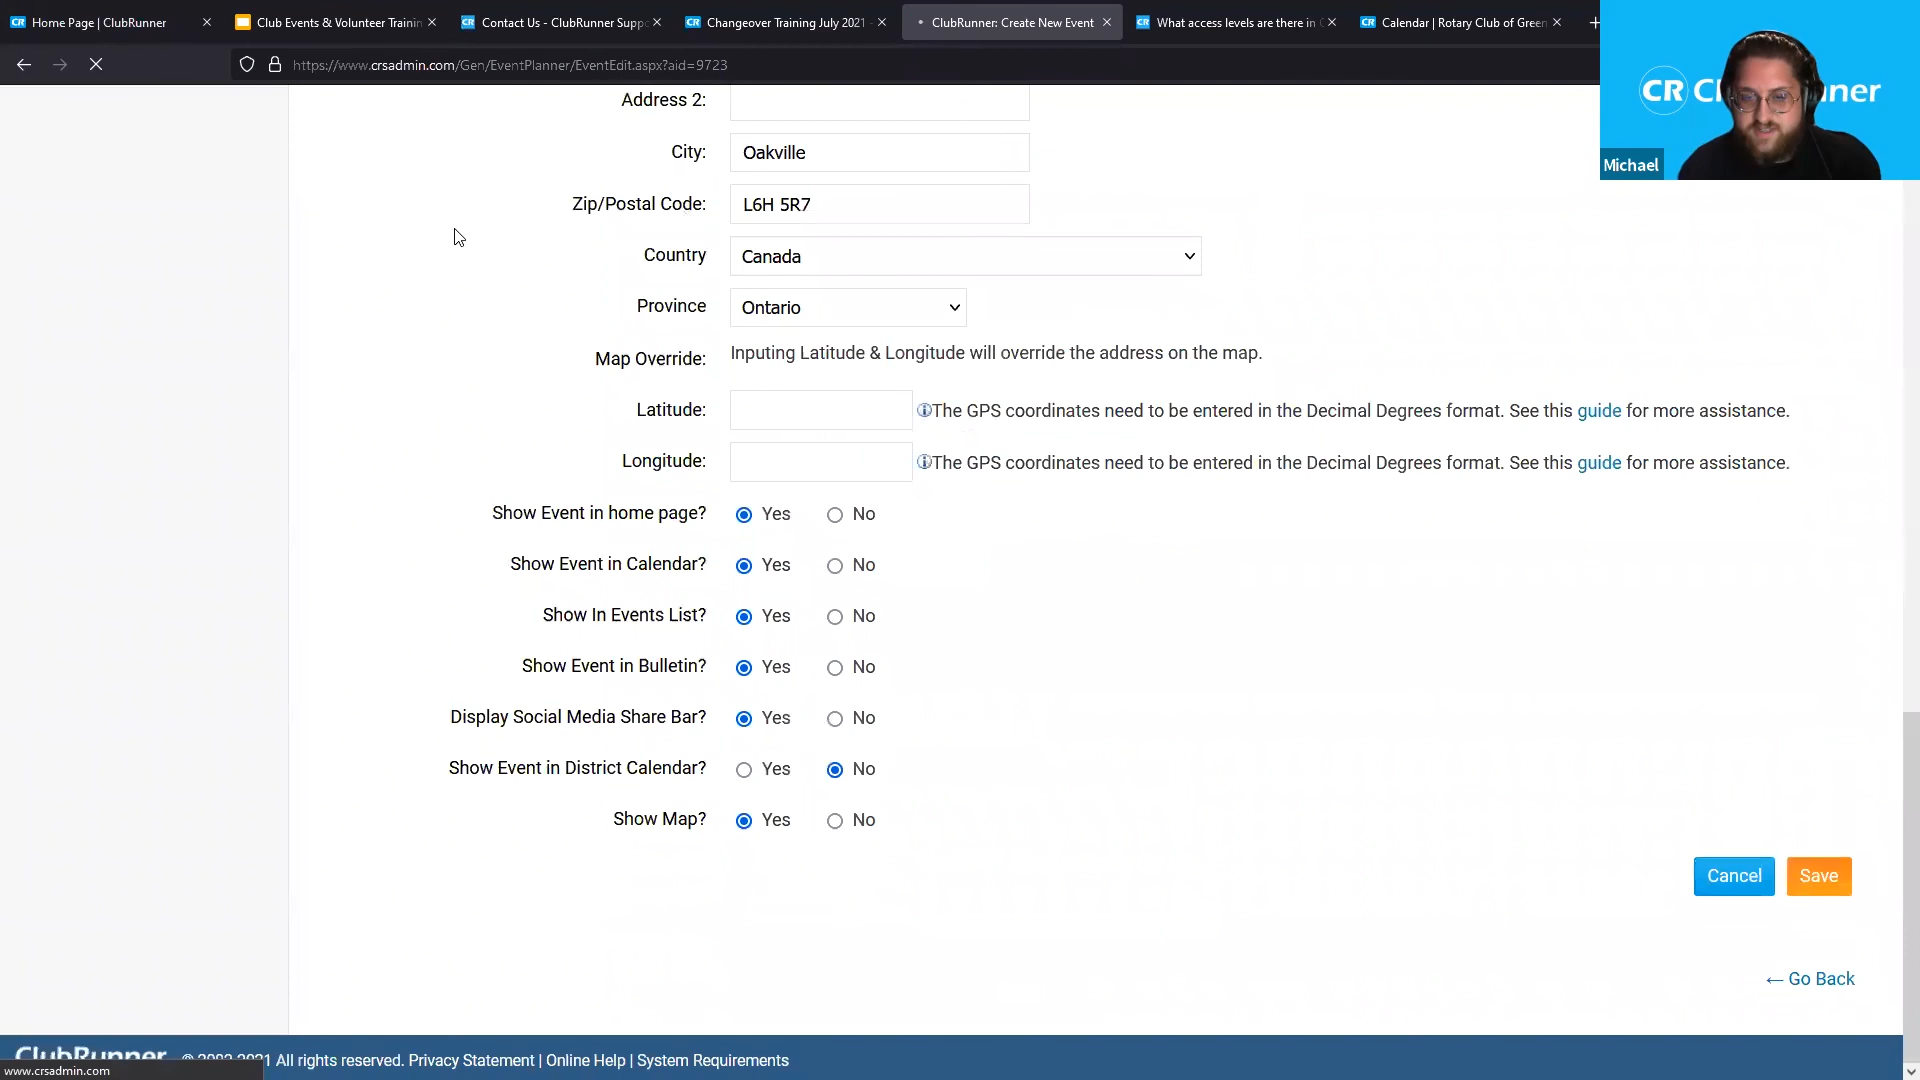 Home Page | ClubRunner
Club Events & Volunteer Trainin
Contact Us - ClubRunner Suppo
Changeover Training July 2021 -
ClubRunner: Create New Event
What access levels are there in C
Calendar | Rotary Club of Green
https://www.crsadmin.com/Gen/EventPlanner/EventEdit.aspx?aid=9723
Michael
Address 2:
City: Oakville
Zip/Postal Code: L6H 5R7
Country Canada
Province Ontario
Map Override: Inputing Latitude & Longitude will override the address on the map.
Latitude: The GPS coordinates need to be entered in the Decimal Degrees format. See this guide for more assistance.
Longitude: The GPS coordinates need to be entered in the Decimal Degrees format. See this guide for more assistance.
Show Event in home page? Yes No
Show Event in Calendar? Yes No
Show In Events List? Yes No
Show Event in Bulletin? Yes No
Display Social Media Share Bar? Yes No
Show Event in District Calendar? Yes No
Show Map? Yes No
Cancel Save
← Go Back
ClubRunner © 2002-2021 All rights reserved. Privacy Statement | Online Help | System Requirements
www.crsadmin.com